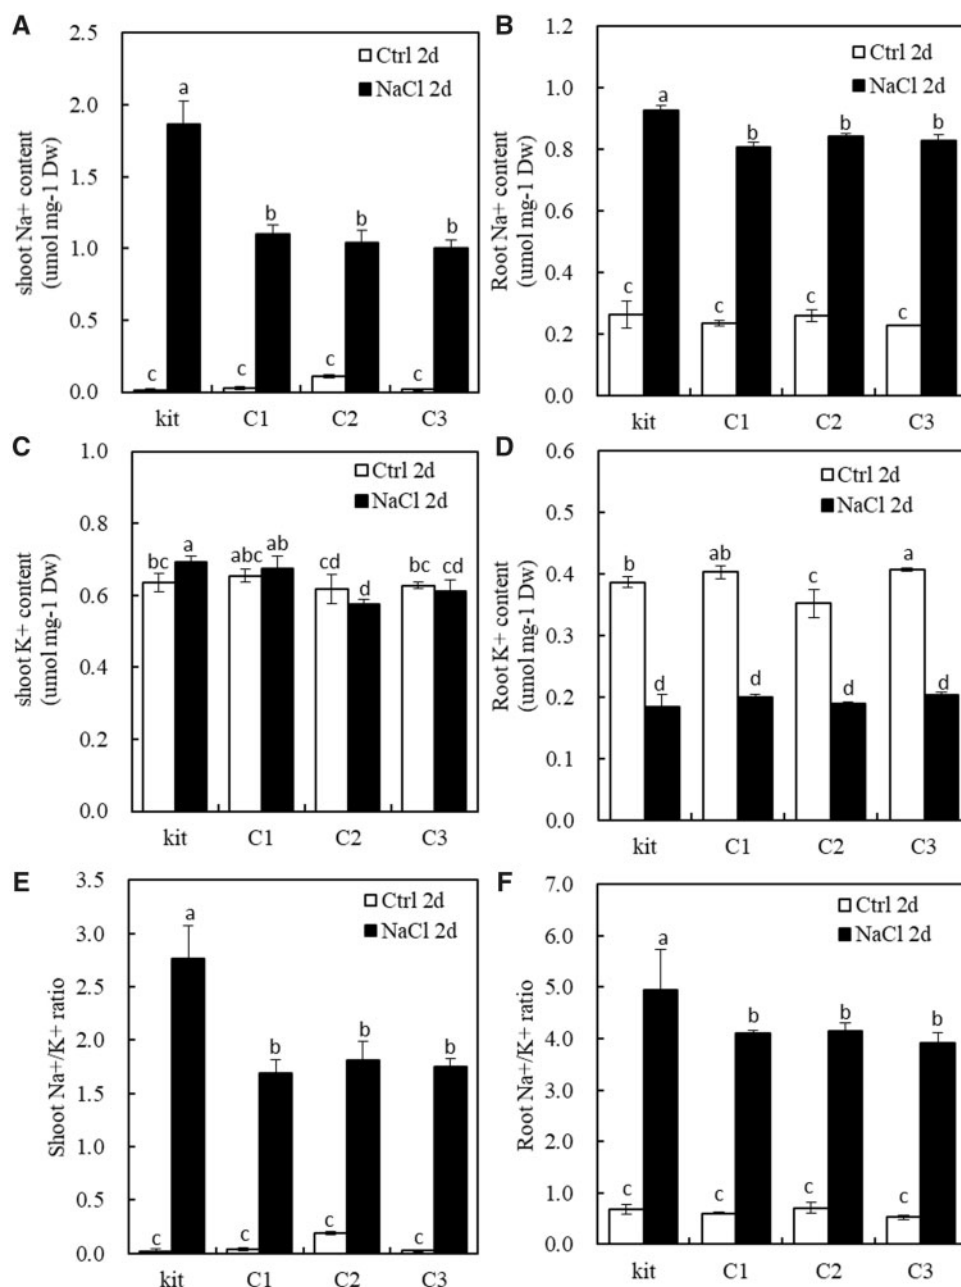 A
shoot Na+ content
(umol mg-1 Dw)
2.5
2.0
1.5
1.0
0.5
0.0
Ctrl 2d
NaCl 2d
a
b
b
b
c
c
c
c
kit
C1
C2
C3
B
Root Na+ content
(umol mg-1 Dw)
1.2
1.0
0.8
0.6
0.4
0.2
0.0
Ctrl 2d
NaCl 2d
a
b
b
b
c
c
c
c
kit
C1
C2
C3
C
shoot K+ content
(umol mg-1 Dw)
1.0
0.8
0.6
0.4
0.2
0.0
Ctrl 2d
NaCl 2d
bc
a
abc
ab
cd
d
bc
cd
kit
C1
C2
C3
D
Root K+ content
(umol mg-1 Dw)
0.6
0.5
0.4
0.3
0.2
0.1
0.0
Ctrl 2d
NaCl 2d
b
d
ab
d
c
d
a
d
kit
C1
C2
C3
E
Shoot Na+/K+ ratio
3.5
3.0
2.5
2.0
1.5
1.0
0.5
0.0
Ctrl 2d
NaCl 2d
a
b
b
b
c
c
c
c
kit
C1
C2
C3
F
Root Na+/K+ ratio
7.0
6.0
5.0
4.0
3.0
2.0
1.0
0.0
Ctrl 2d
NaCl 2d
a
b
b
b
c
c
c
c
kit
C1
C2
C3